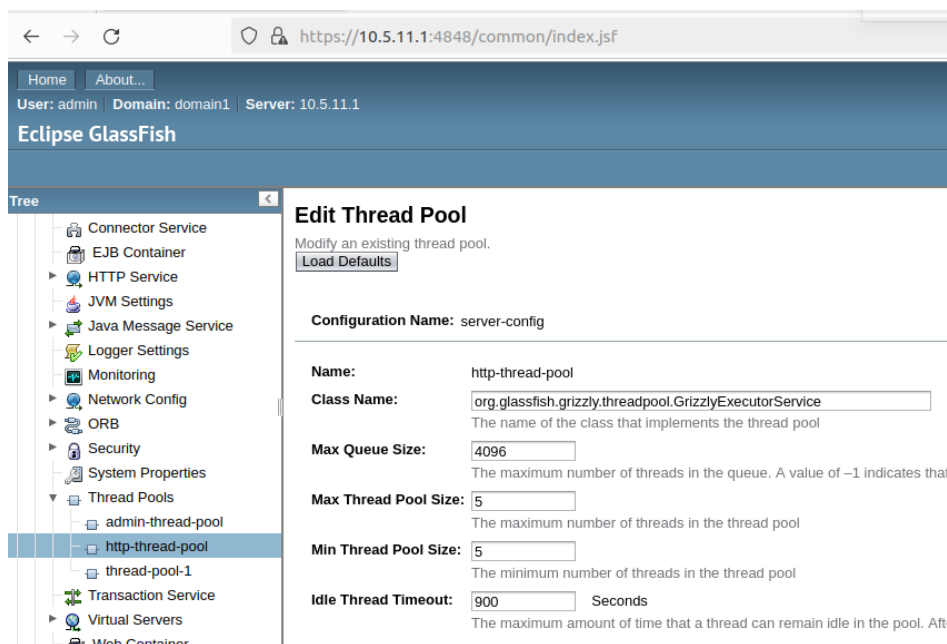 https://10.5.11.1:4848/common/index.jsf
Home About...
User: admin Domain: domain1 Server: 10.5.11.1
Eclipse GlassFish
Tree
Connector Service
EJB Container
HTTP Service
JVM Settings
Java Message Service
Logger Settings
Monitoring
Network Config
ORB
Security
System Properties
Thread Pools
admin-thread-pool
http-thread-pool
thread-pool-1
Transaction Service
Virtual Servers
Web Container
Edit Thread Pool
Modify an existing thread pool.
Load Defaults
Configuration Name: server-config
Name: http-thread-pool
Class Name: org.glassfish.grizzly.threadpool.GrizzlyExecutorService
The name of the class that implements the thread pool
Max Queue Size: 4096
The maximum number of threads in the queue. A value of –1 indicates that
Max Thread Pool Size: 5
The maximum number of threads in the thread pool
Min Thread Pool Size: 5
The minimum number of threads in the thread pool
Idle Thread Timeout: 900 Seconds
The maximum amount of time that a thread can remain idle in the pool. Aft